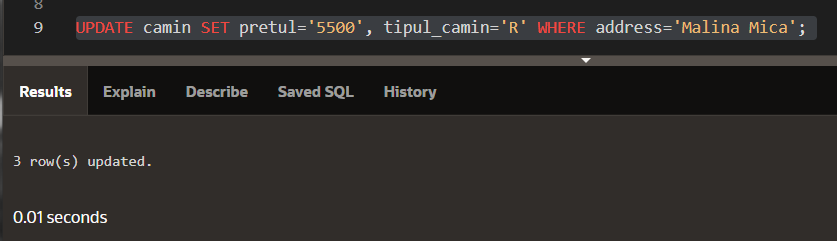 8
9 UPDATE camin SET pretul='5500', tipul_camin='R' WHERE address='Malina Mica';
Results Explain Describe Saved SQL History
3 row(s) updated.
0.01 seconds